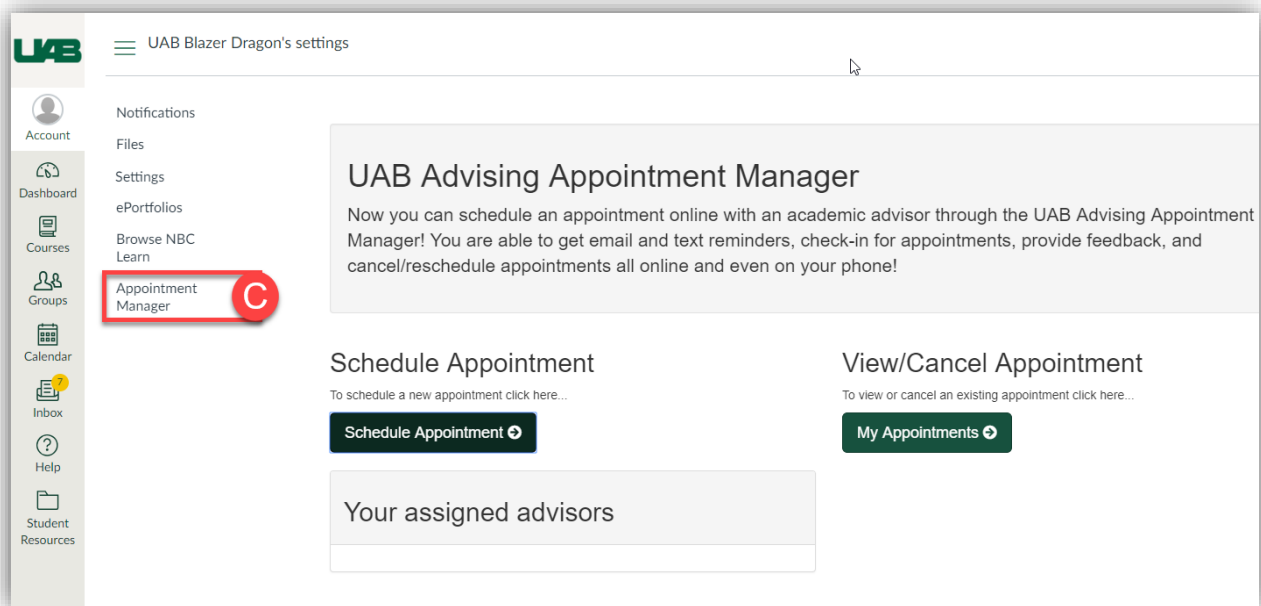 UAB
UAB Blazer Dragon's settings
Account
Dashboard
Courses
Groups
Calendar
7
Inbox
Help
Student
Resources
Notifications
Files
Settings
ePortfolios
Browse NBC
Learn
Appointment
Manager
C
UAB Advising Appointment Manager
Now you can schedule an appointment online with an academic advisor through the UAB Advising Appointment
Manager! You are able to get email and text reminders, check-in for appointments, provide feedback, and
cancel/reschedule appointments all online and even on your phone!
Schedule Appointment
To schedule a new appointment click here...
Schedule Appointment
View/Cancel Appointment
To view or cancel an existing appointment click here...
My Appointments
Your assigned advisors